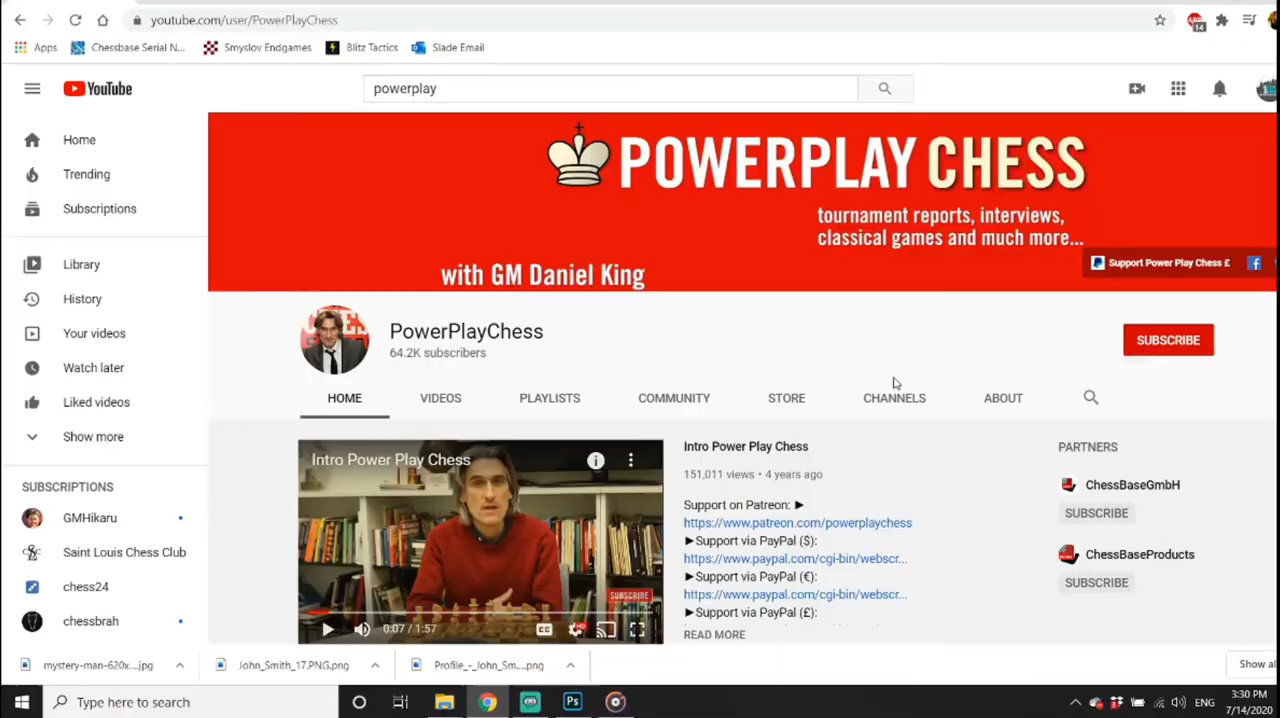 youtube.com/user/PowerPlayChess
14
Apps Chessbase Serial N... Smyslov Endgames Blitz Tactics Slade Email
YouTube
powerplay
Home
Trending
Subscriptions
Library
History
Your videos
Watch later
Liked videos
Show more
SUBSCRIPTIONS
GMHikaru
Saint Louis Chess Club
chess24
chessbrah
POWERPLAY CHESS
tournament reports, interviews,
classical games and much more...
with GM Daniel King
Support Power Play Chess £
PowerPlayChess
64.2K subscribers
SUBSCRIBE
HOME VIDEOS PLAYLISTS COMMUNITY STORE CHANNELS ABOUT
Intro Power Play Chess
SUBSCRIBE
0:07 / 1:57
CC HD
Intro Power Play Chess
151,011 views • 4 years ago
Support on Patreon: ►
https://www.patreon.com/powerplaychess
►Support via PayPal ($):
https://www.paypal.com/cgi-bin/webscr...
►Support via PayPal (€):
https://www.paypal.com/cgi-bin/webscr...
►Support via PayPal (£):
READ MORE
PARTNERS
ChessBaseGmbH
SUBSCRIBE
ChessBaseProducts
SUBSCRIBE
mystery-man-620x....jpg John_Smith_17.PNG.png Profile_-_John_Sm....png Show al
Type here to search
Ps
ENG
3:30 PM
7/14/2020